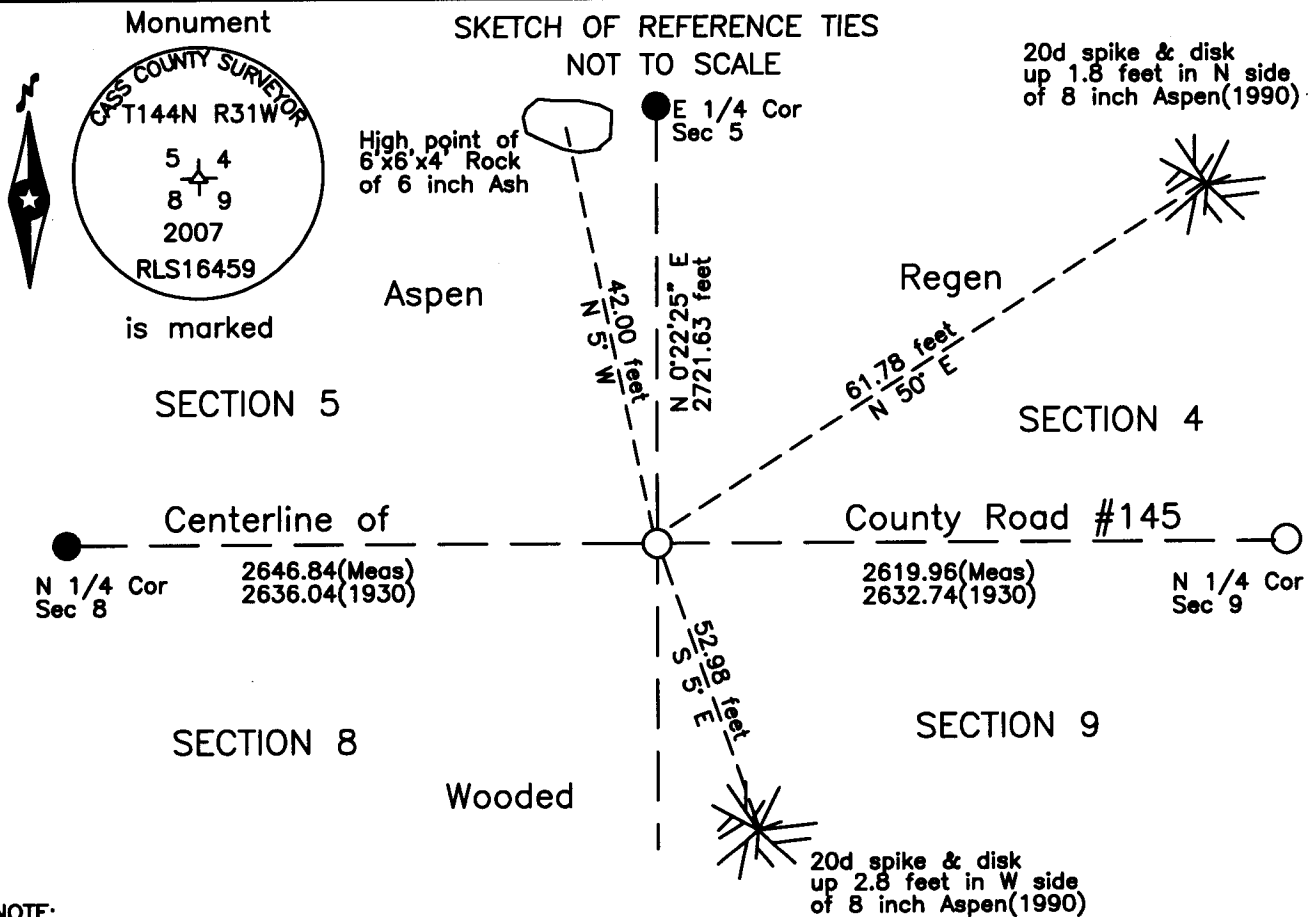 Monument
SKETCH OF REFERENCE TIES
NOT TO SCALE
N
CASS COUNTY SURVEYOR
T144N R31W
5 4
8 9
2007
RLS16459
is marked
High point of
6'x6'x4' Rock
of 6 inch Ash
E 1/4 Cor
Sec 5
20d spike & disk
up 1.8 feet in N side
of 8 inch Aspen(1990)
Aspen
Regen
42.00 feet
N 5° W
N 0°22'25" E
2721.63 feet
61.78 feet
N 50° E
SECTION 5
SECTION 4
Centerline of
County Road #145
N 1/4 Cor
Sec 8
2646.84(Meas)
2636.04(1930)
2619.96(Meas)
2632.74(1930)
N 1/4 Cor
Sec 9
52.98 feet
S 5° E
SECTION 8
SECTION 9
Wooded
20d spike & disk
up 2.8 feet in W side
of 8 inch Aspen(1990)
NOTE: